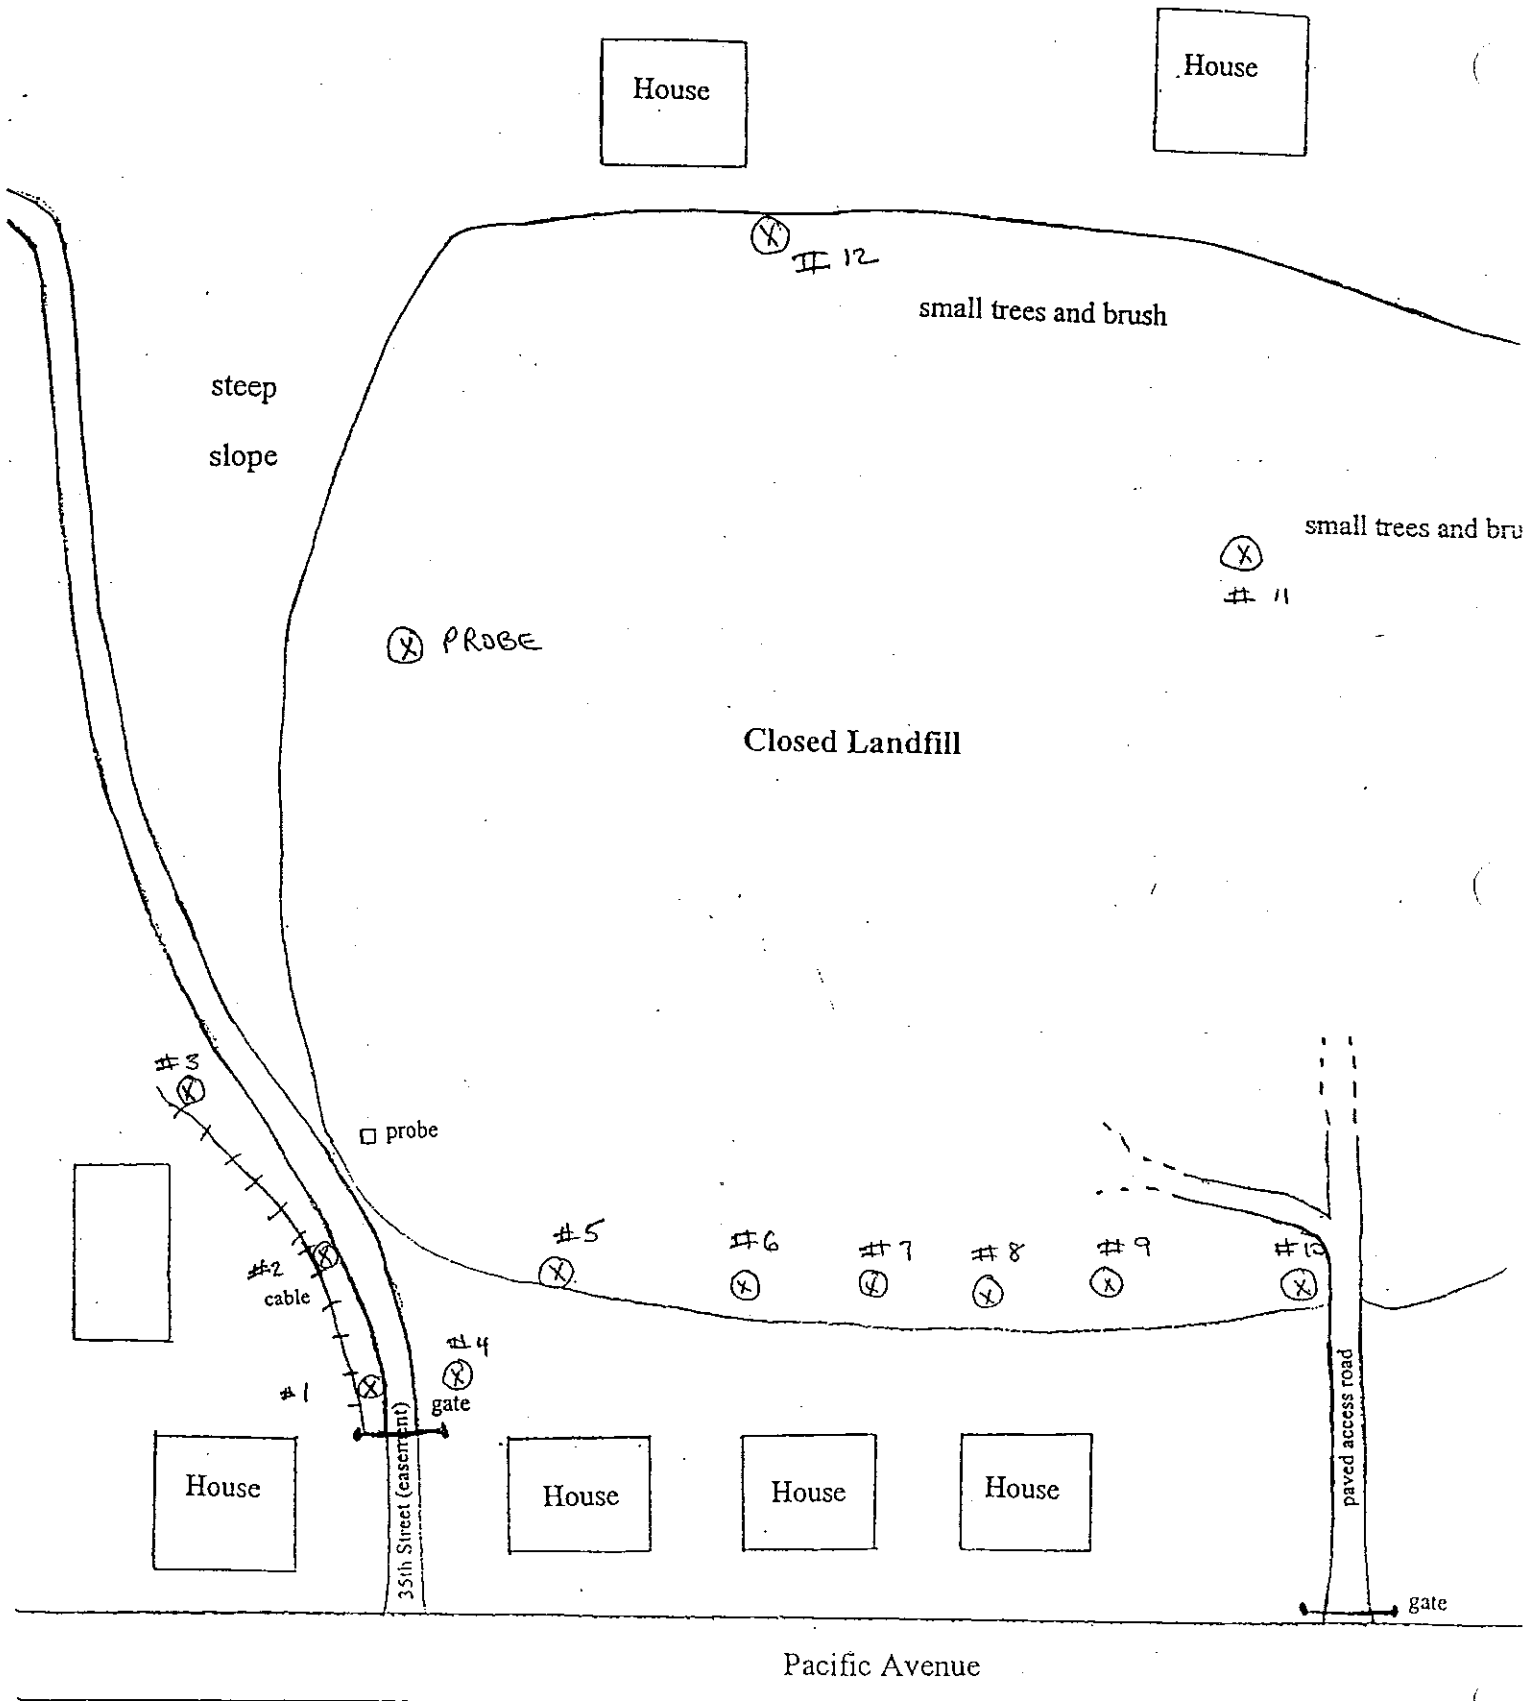 House
House
# 12
small trees and brush
steep
slope
small trees and bru
# 11
PROBE
Closed Landfill
#3
probe
#5
#6
#7
#8
#9
#10
#2
cable
#4
#1
gate
35th Street (easement)
paved access road
House
House
House
House
gate
Pacific Avenue